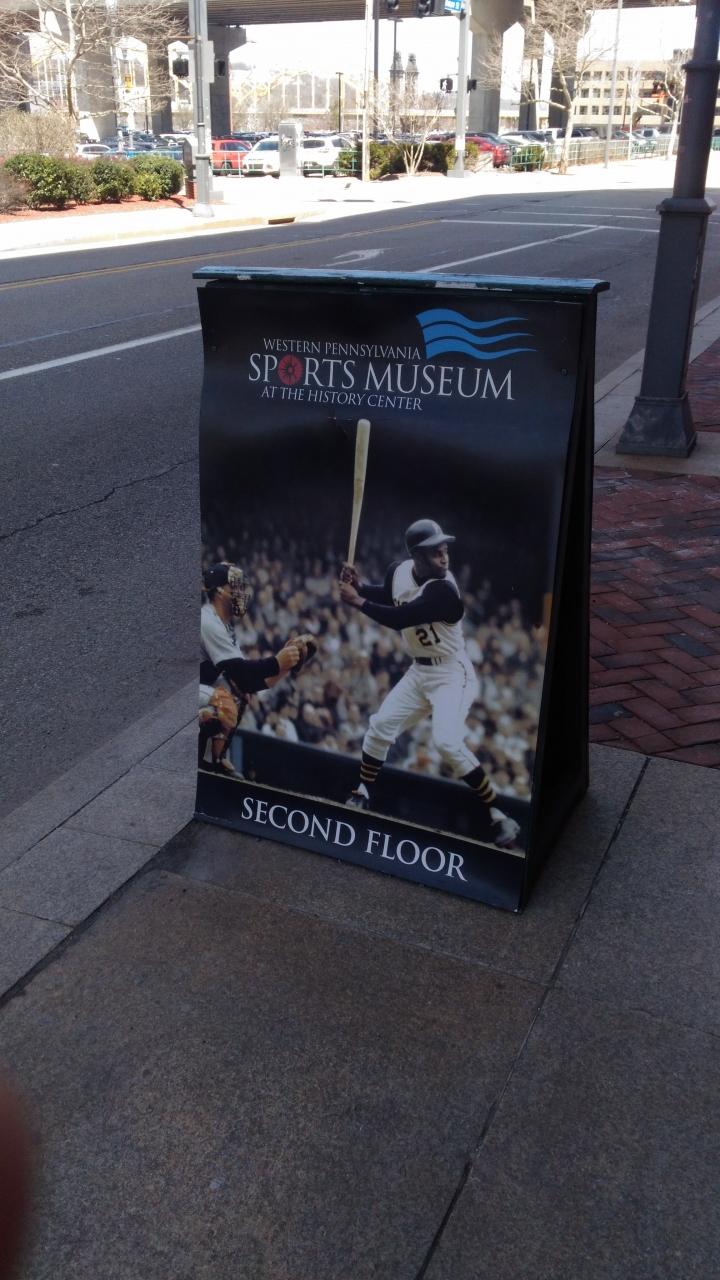 WESTERN PENNSYLVANIA
SPORTS MUSEUM
AT THE HISTORY CENTER
21
SECOND FLOOR